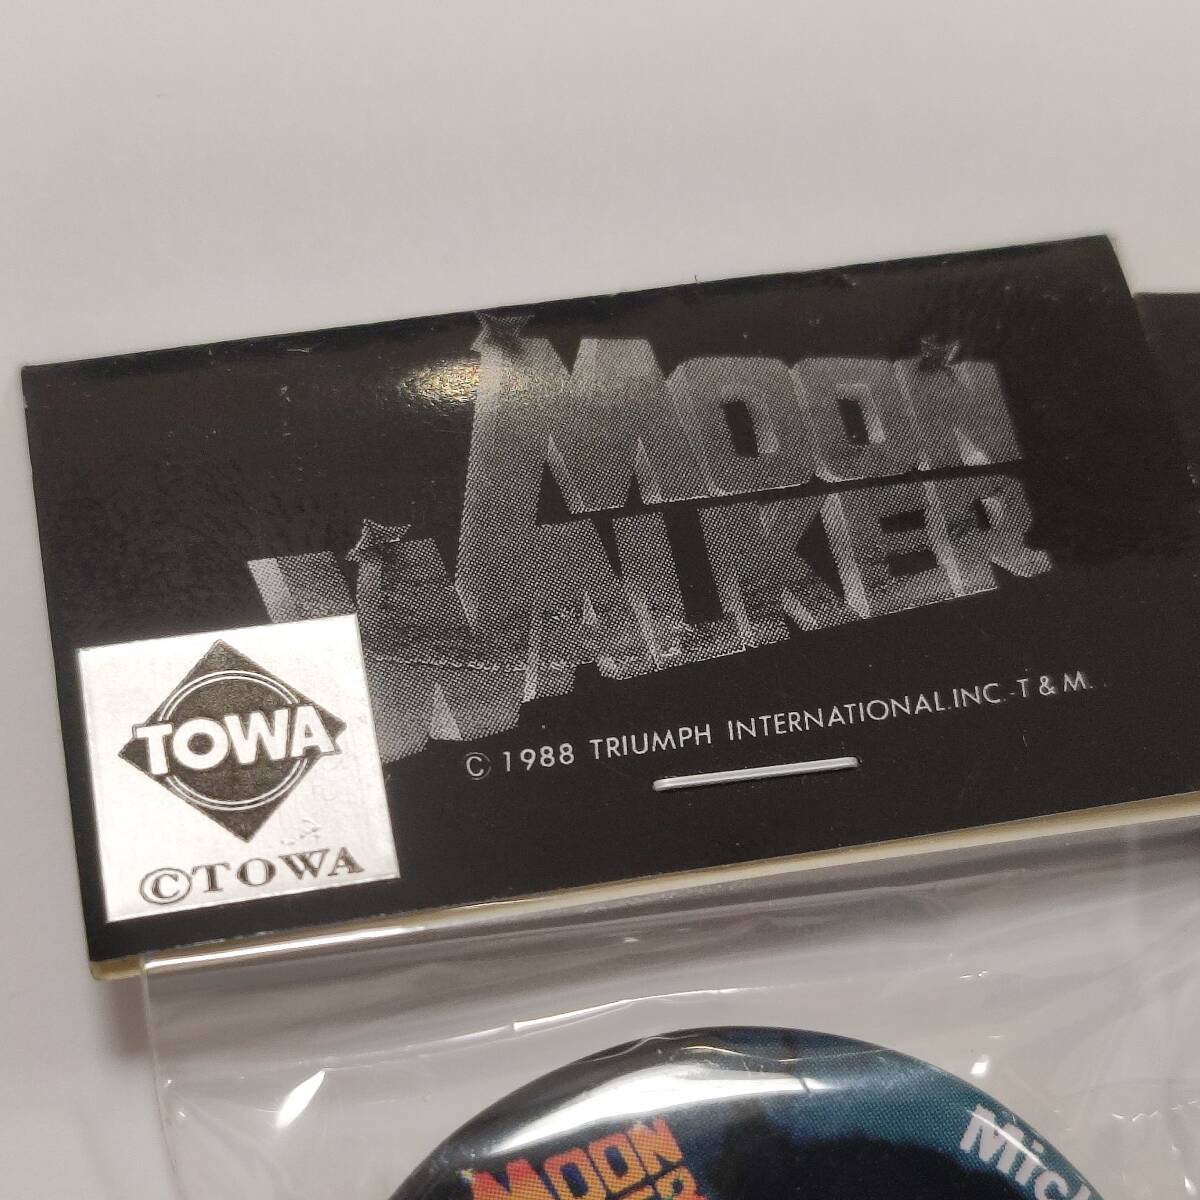 MOON
WALKER
© 1988 TRIUMPH INTERNATIONAL.INC.-T & M.
TOWA
©TOWA
MOON